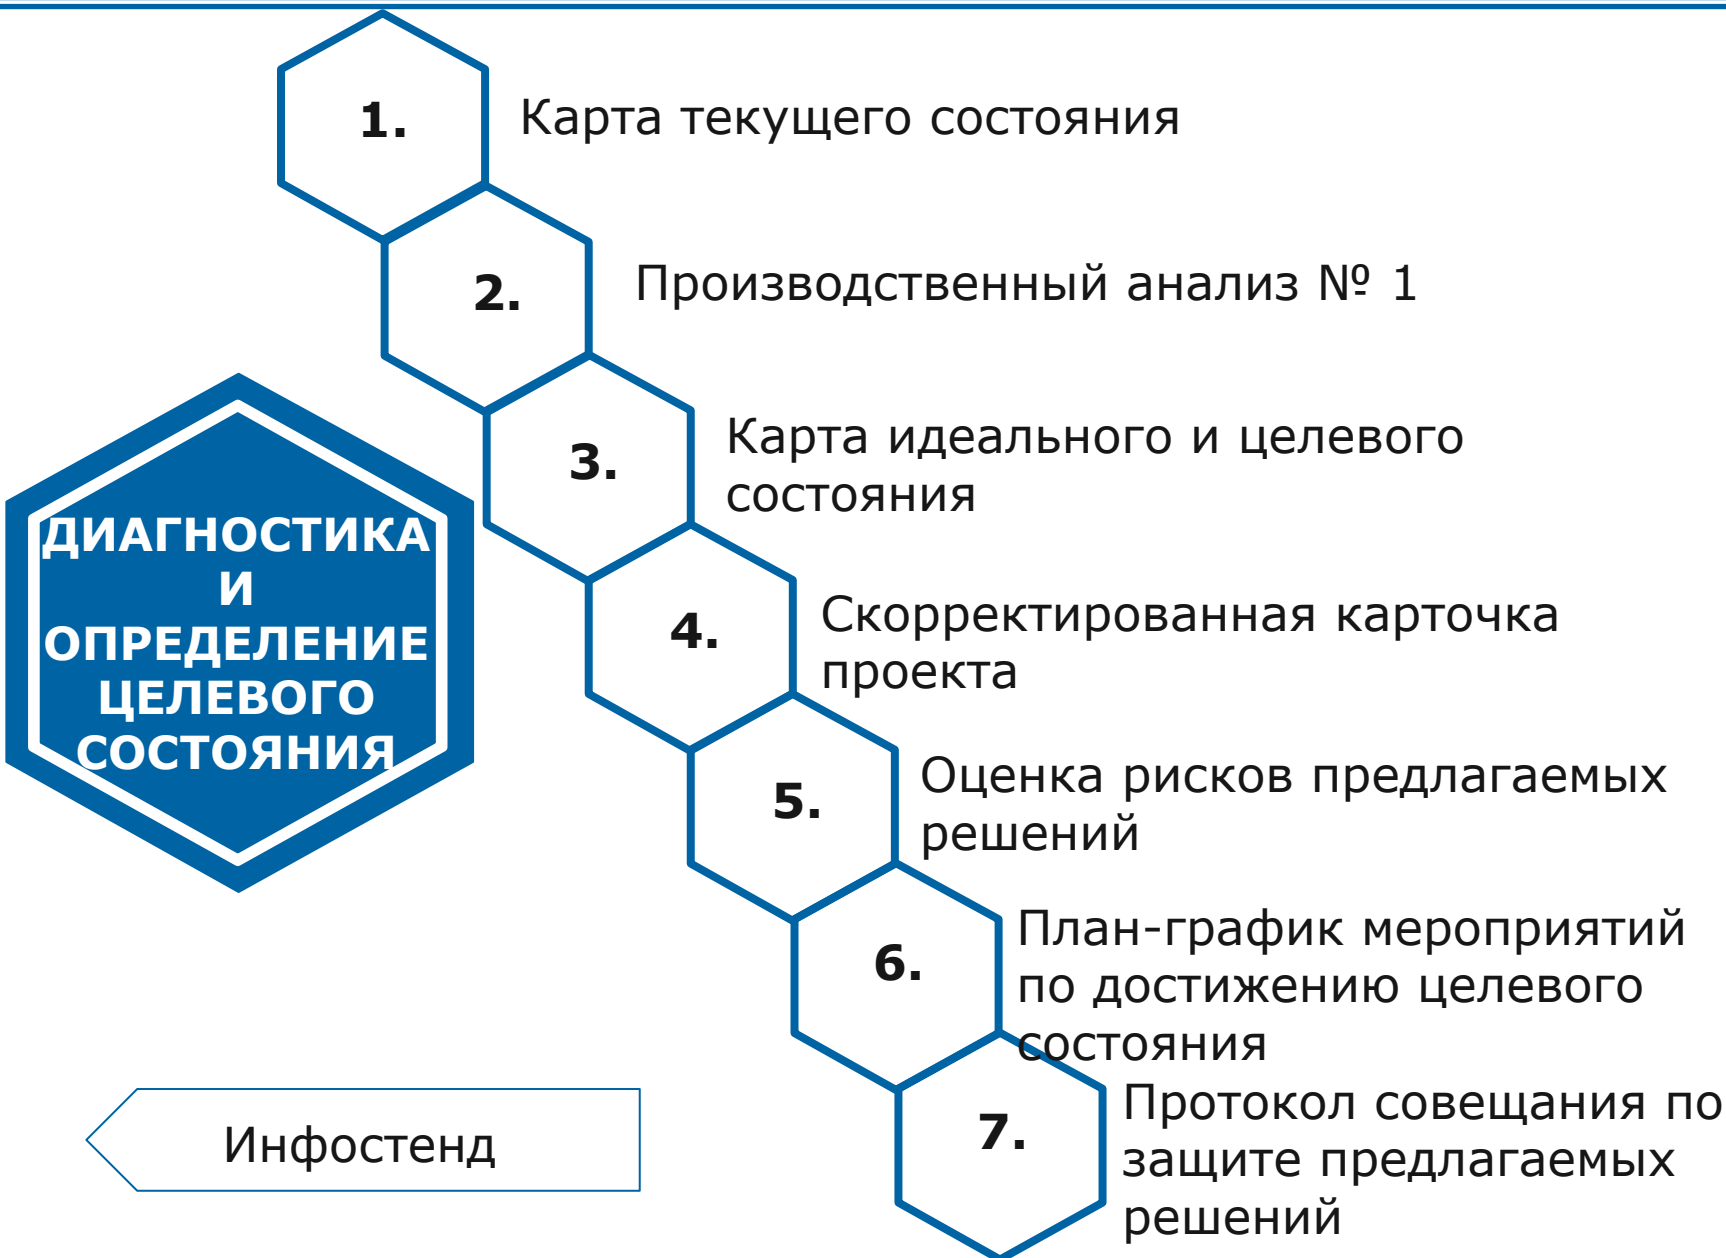 1.
Карта текущего состояния
2.
Производственный анализ № 1
3.
Карта идеального и целевого
состояния
ДИАГНОСТИКА
И
ОПРЕДЕЛЕНИЕ
ЦЕЛЕВОГО
СОСТОЯНИЯ
4.
Скорректированная карточка
проекта
5.
Оценка рисков предлагаемых
решений
6.
План-график мероприятий
по достижению целевого
состояния
7.
Протокол совещания по
защите предлагаемых
решений
Инфостенд